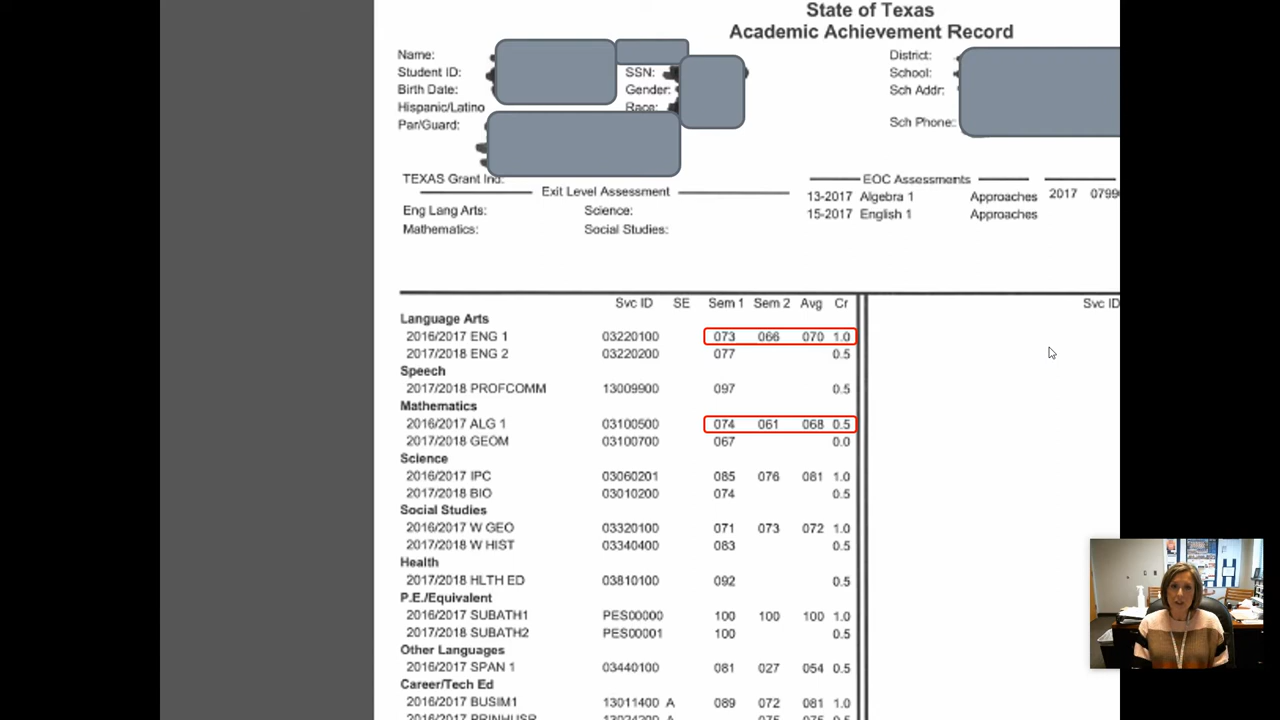 State of Texas
Academic Achievement Record
Name:
Student ID: SSN:
Birth Date: Gender:
Hispanic/Latino Race:
Par/Guard:
District:
School:
Sch Addr:
Sch Phone:
TEXAS Grant Ind:
Exit Level Assessment
Eng Lang Arts: Science:
Mathematics: Social Studies:
EOC Assessments
13-2017 Algebra 1 Approaches 2017 0799
15-2017 English 1 Approaches
Svc ID SE Sem 1 Sem 2 Avg Cr Svc ID
Language Arts
2016/2017 ENG 1 03220100 073 066 070 1.0
2017/2018 ENG 2 03220200 077 0.5
Speech
2017/2018 PROFCOMM 13009900 097 0.5
Mathematics
2016/2017 ALG 1 03100500 074 061 068 0.5
2017/2018 GEOM 03100700 067 0.0
Science
2016/2017 IPC 03060201 085 076 081 1.0
2017/2018 BIO 03010200 074 0.5
Social Studies
2016/2017 W GEO 03320100 071 073 072 1.0
2017/2018 W HIST 03340400 083 0.5
Health
2017/2018 HLTH ED 03810100 092 0.5
P.E./Equivalent
2016/2017 SUBATH1 PES00000 100 100 100 1.0
2017/2018 SUBATH2 PES00001 100 0.5
Other Languages
2016/2017 SPAN 1 03440100 081 027 054 0.5
Career/Tech Ed
2016/2017 BUSIM1 13011400 A 089 072 081 1.0